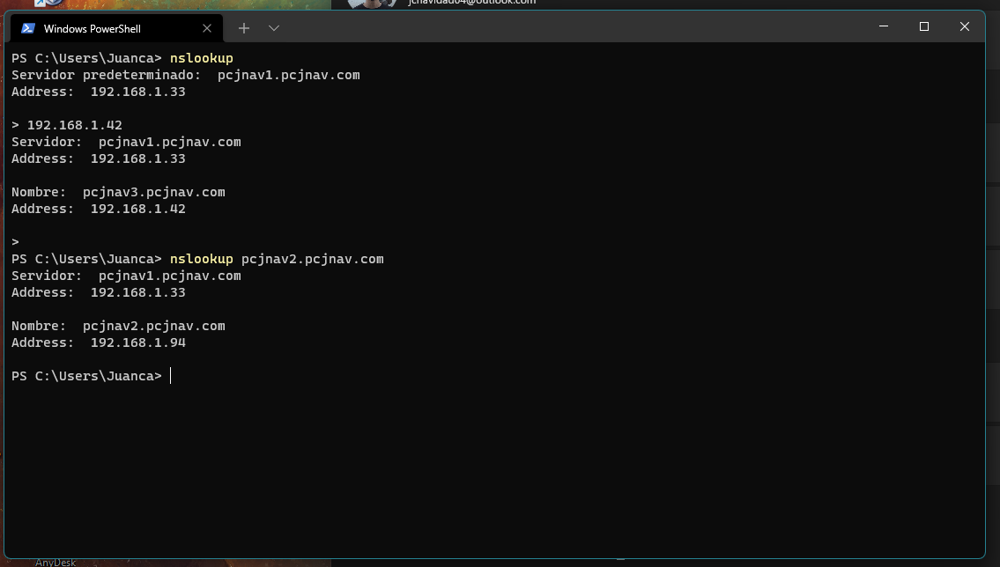 jcnavidad04@outlook.com
Windows PowerShell
PS C:\Users\Juanca> nslookup
Servidor predeterminado:  pcjnav1.pcjnav.com
Address:  192.168.1.33
> 192.168.1.42
Servidor:  pcjnav1.pcjnav.com
Address:  192.168.1.33
Nombre:  pcjnav3.pcjnav.com
Address:  192.168.1.42
>
PS C:\Users\Juanca> nslookup pcjnav2.pcjnav.com
Servidor:  pcjnav1.pcjnav.com
Address:  192.168.1.33
Nombre:  pcjnav2.pcjnav.com
Address:  192.168.1.94
PS C:\Users\Juanca>
AnyDesk